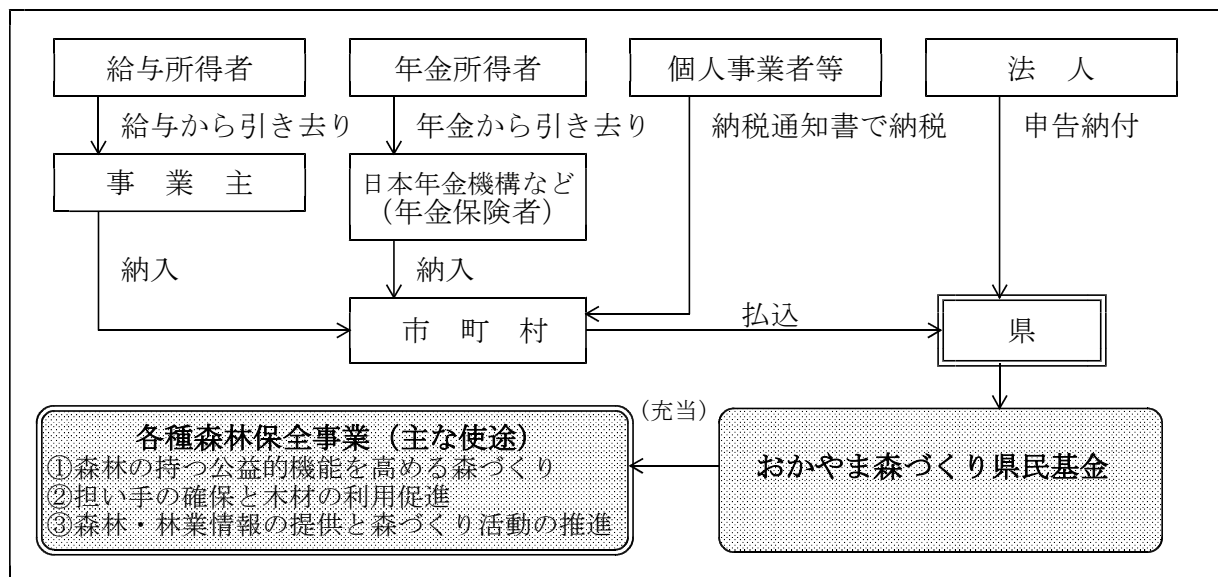 給与所得者
年金所得者
個人事業者等
法　人
給与から引き去り
年金から引き去り
納税通知書で納税
申告納付
事　業　主
日本年金機構など
（年金保険者）
納入
納入
市　町　村
払込
県
（充当）
各種森林保全事業（主な使途）
①森林の持つ公益的機能を高める森づくり
②担い手の確保と木材の利用促進
③森林・林業情報の提供と森づくり活動の推進
おかやま森づくり県民基金